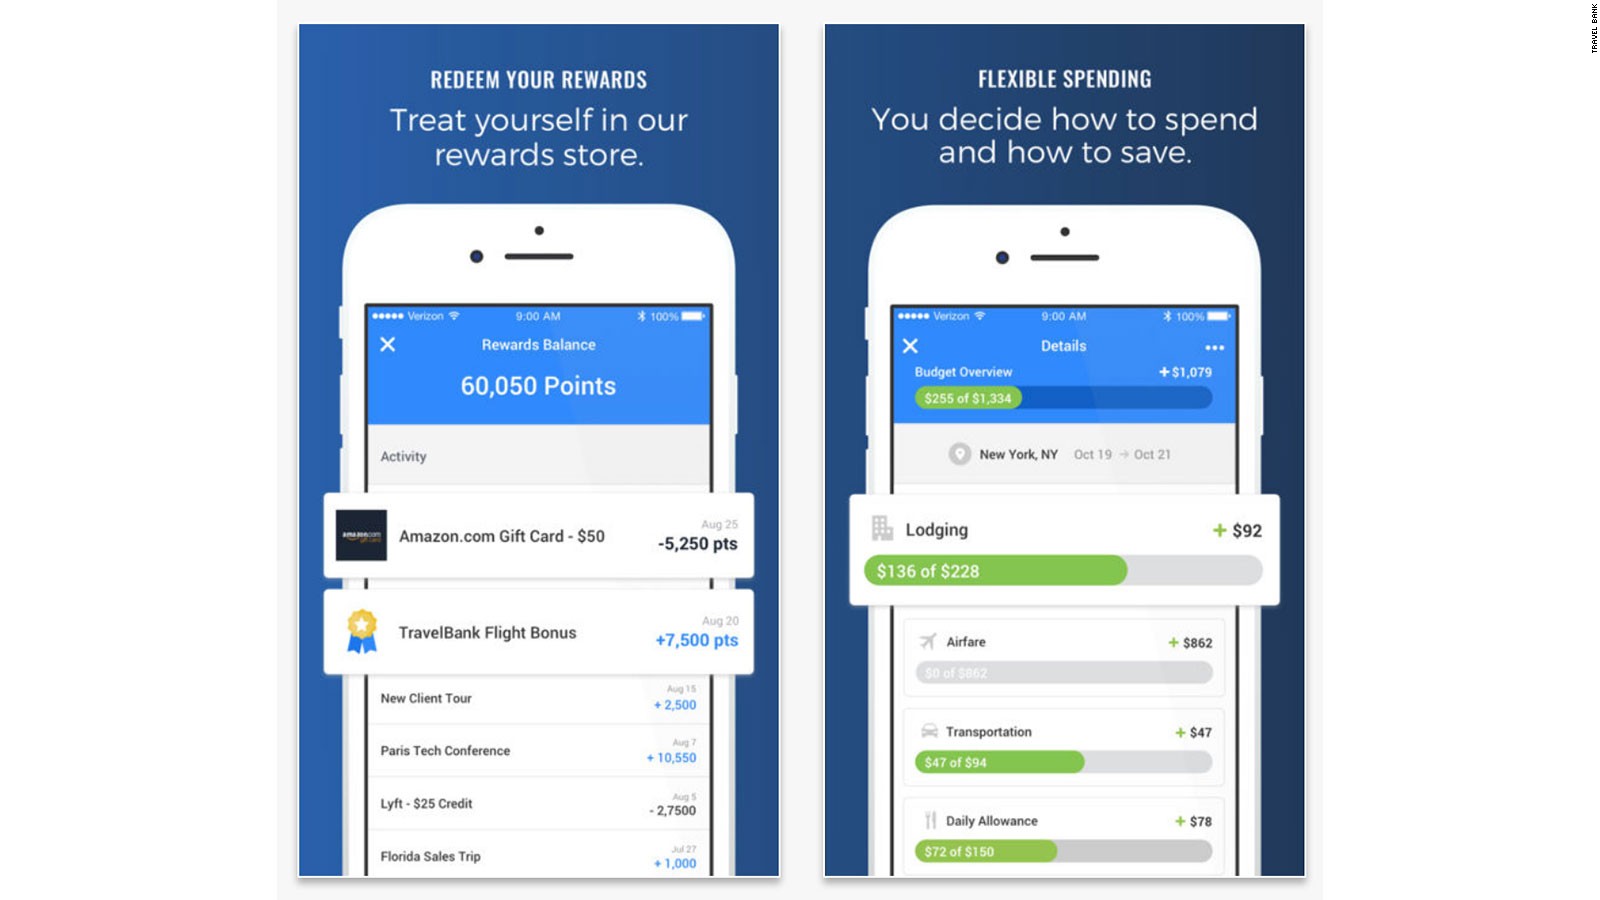 REDEEM YOUR REWARDS
Treat yourself in our
rewards store.
Verizon 9:00 AM 100%
Rewards Balance
60,050 Points
Activity
amazon.com
Amazon.com Gift Card - $50
Aug 25
-5,250 pts
TravelBank Flight Bonus
Aug 20
+7,500 pts
New Client Tour
Aug 15
+ 2,500
Paris Tech Conference
Aug 7
+ 10,550
Lyft - $25 Credit
Aug 5
- 2,7500
Florida Sales Trip
Jul 27
+ 1,000
FLEXIBLE SPENDING
You decide how to spend
and how to save.
Verizon 9:00 AM 100%
Details
Budget Overview +$1,079
$255 of $1,334
New York, NY Oct 19 → Oct 21
Lodging + $92
$136 of $228
Airfare + $862
$0 of $862
Transportation + $47
$47 of $94
Daily Allowance + $78
$72 of $150
TRAVEL BANK